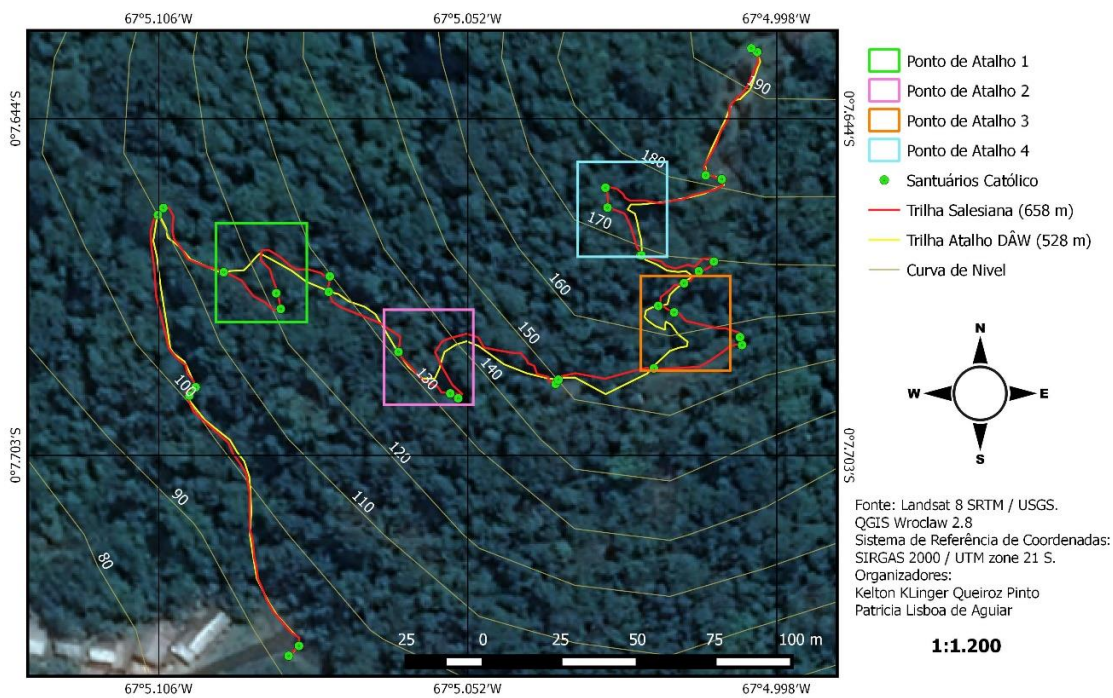 67°5.106'W 67°5.052'W 67°4.998'W
0°7.644'S
0°7.703'S
0°7.644'S
0°7.703'S
190
180
170
160
150
140
130
120
110
100
90
80
25 0 25 50 75 100 m
67°5.106'W 67°5.052'W 67°4.998'W
Ponto de Atalho 1
Ponto de Atalho 2
Ponto de Atalho 3
Ponto de Atalho 4
Santuários Católico
Trilha Salesiana (658 m)
Trilha Atalho DÂW (528 m)
Curva de Nivel
N
W E
S
Fonte: Landsat 8 SRTM / USGS.
QGIS Wroclaw 2.8
Sistema de Referência de Coordenadas:
SIRGAS 2000 / UTM zone 21 S.
Organizadores:
Kelton KLinger Queiroz Pinto
Patricia Lisboa de Aguiar
1:1.200